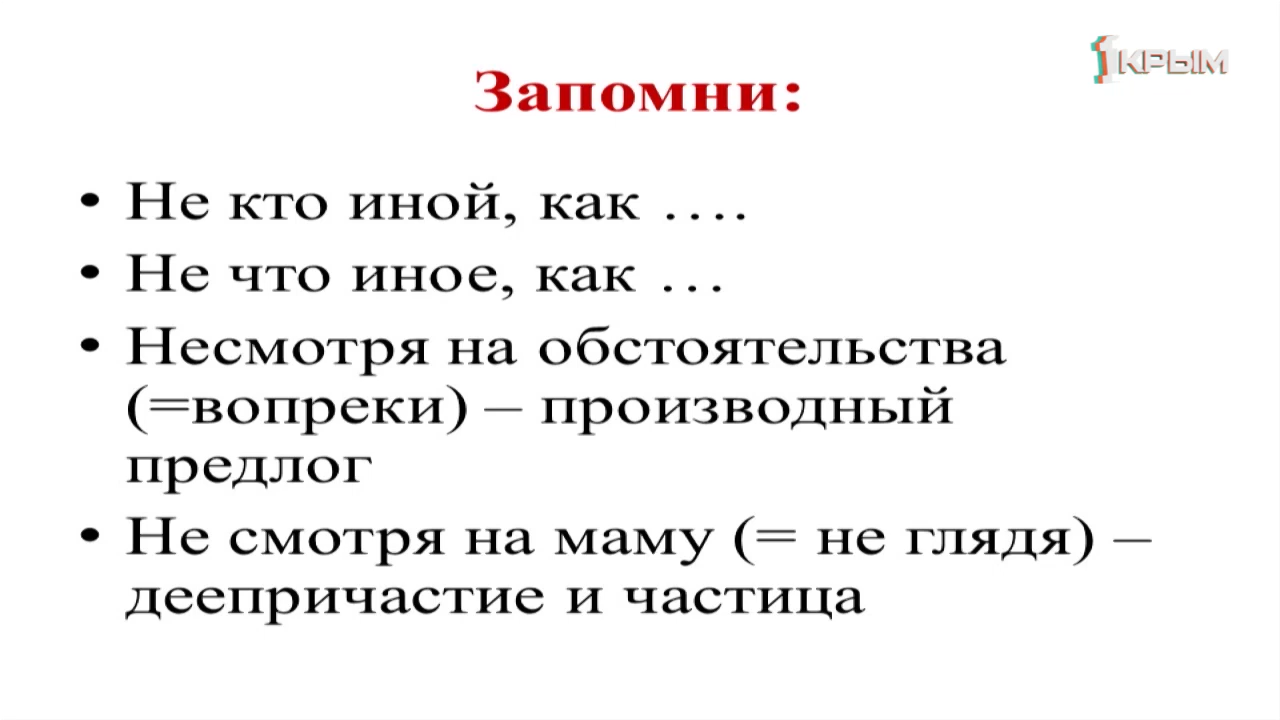 1КРЫМ
Запомни:
• Не кто иной, как ….
• Не что иное, как …
• Несмотря на обстоятельства
(=вопреки) – производный
предлог
• Не смотря на маму (= не глядя) –
деепричастие и частица